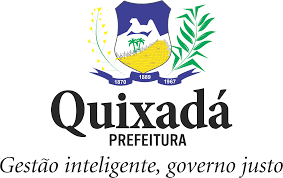 1889
1870 1967
Quixadá
PREFEITURA
Gestão inteligente, governo justo